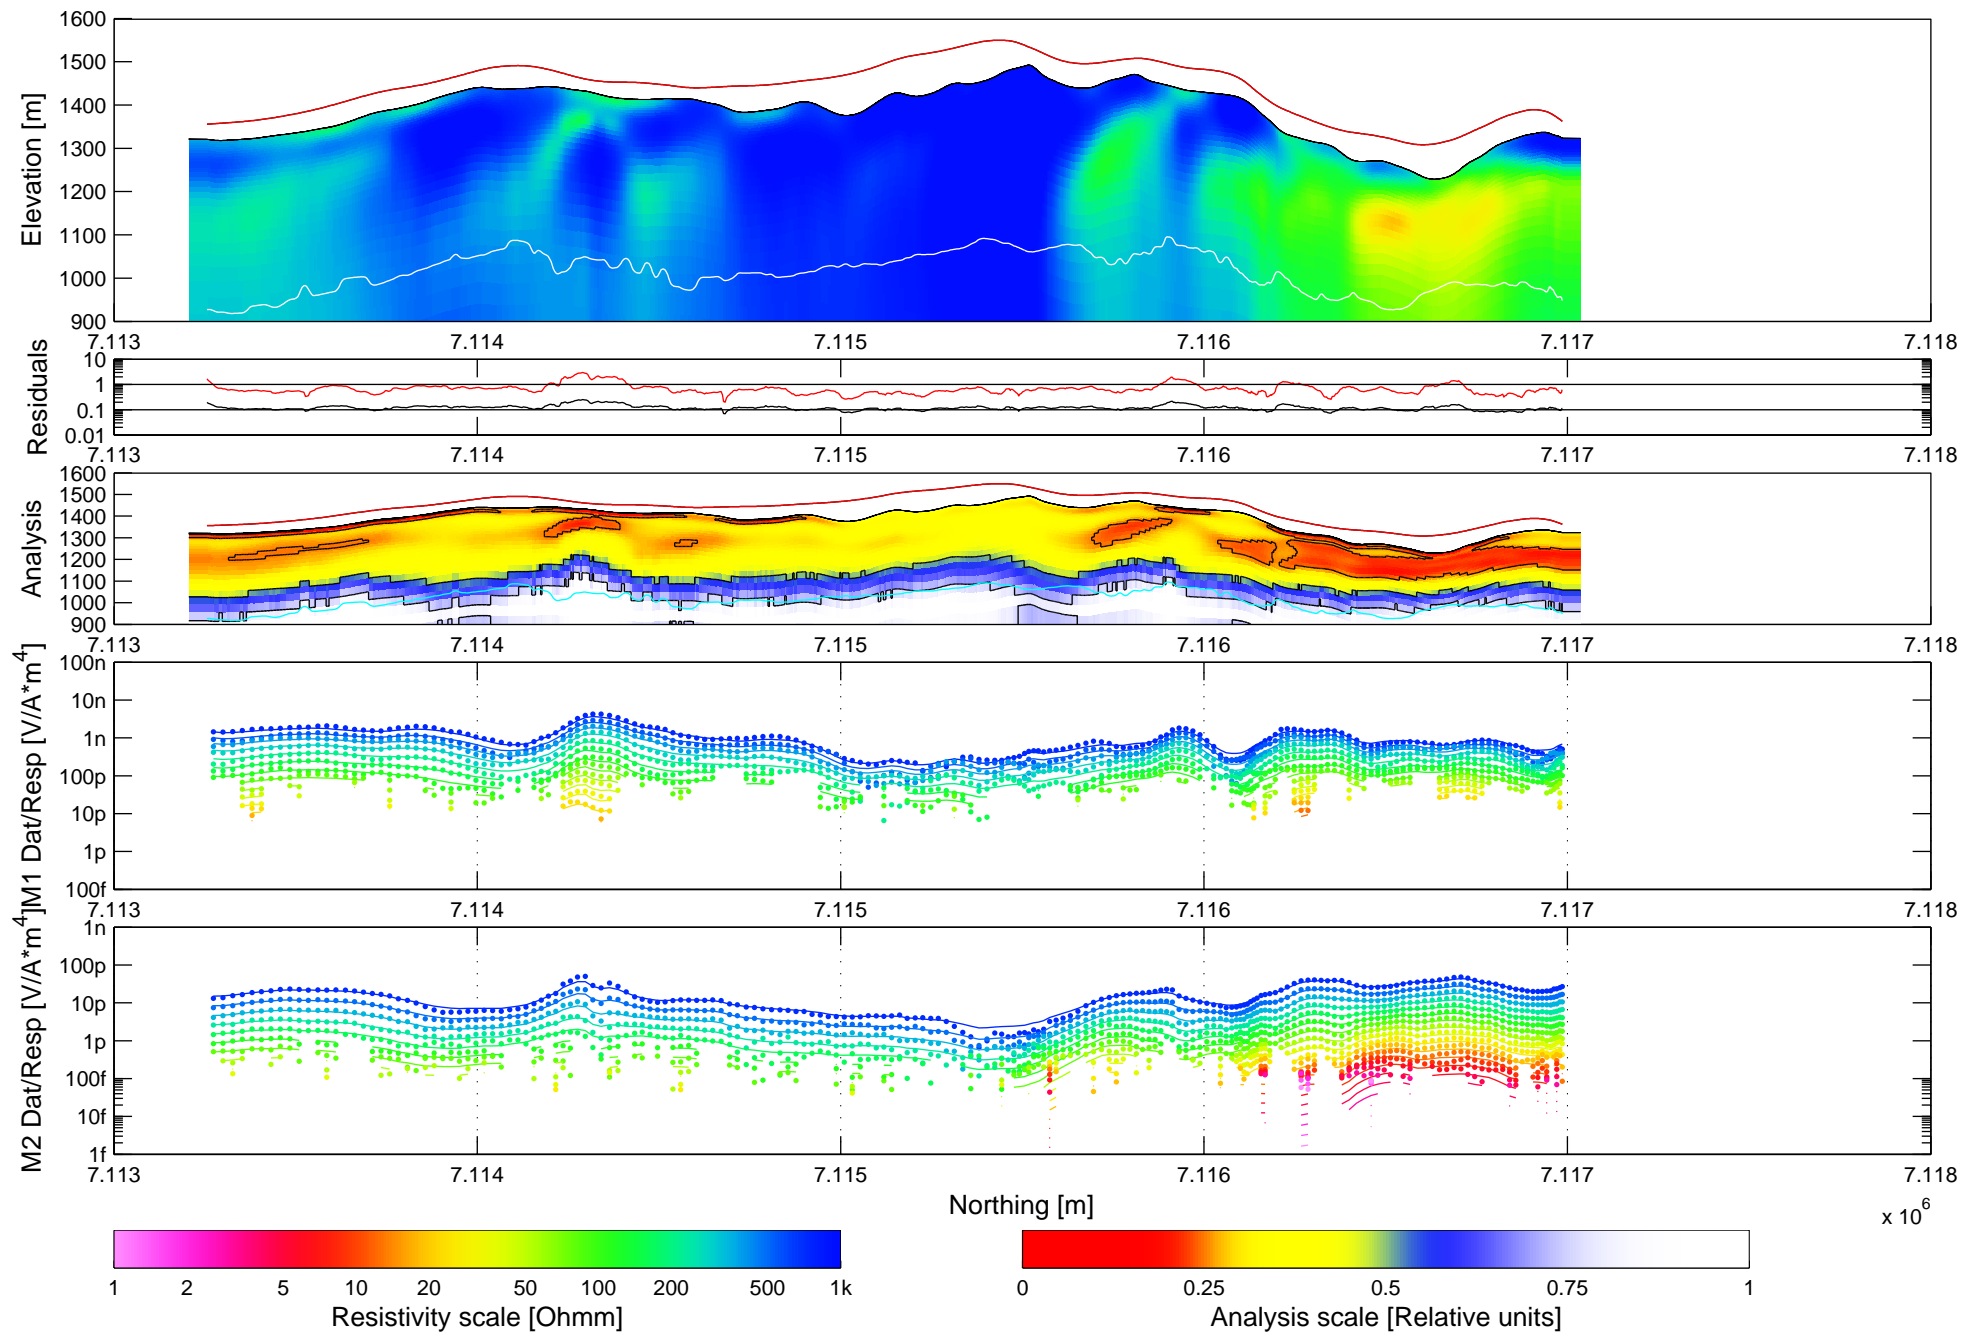 1600
1500
1400
1300
1200
1100
1000
900
Elevation [m]
7.113 7.114 7.115 7.116 7.117 7.118
10
1
0.1
0.01
Residuals
7.113 7.114 7.115 7.116 7.117 7.118
1600
1500
1400
1300
1200
1100
1000
900
Analysis
7.113 7.114 7.115 7.116 7.117 7.118
100n
10n
1n
100p
10p
1p
100f
M1 Dat/Resp [V/A*m^4]
7.113 7.114 7.115 7.116 7.117 7.118
1n
100p
10p
1p
100f
10f
1f
M2 Dat/Resp [V/A*m^4]
7.113 7.114 7.115 7.116 7.117 7.118
Northing [m]
x 10^6
1 2 5 10 20 50 100 200 500 1k
Resistivity scale [Ohmm]
0 0.25 0.5 0.75 1
Analysis scale [Relative units]